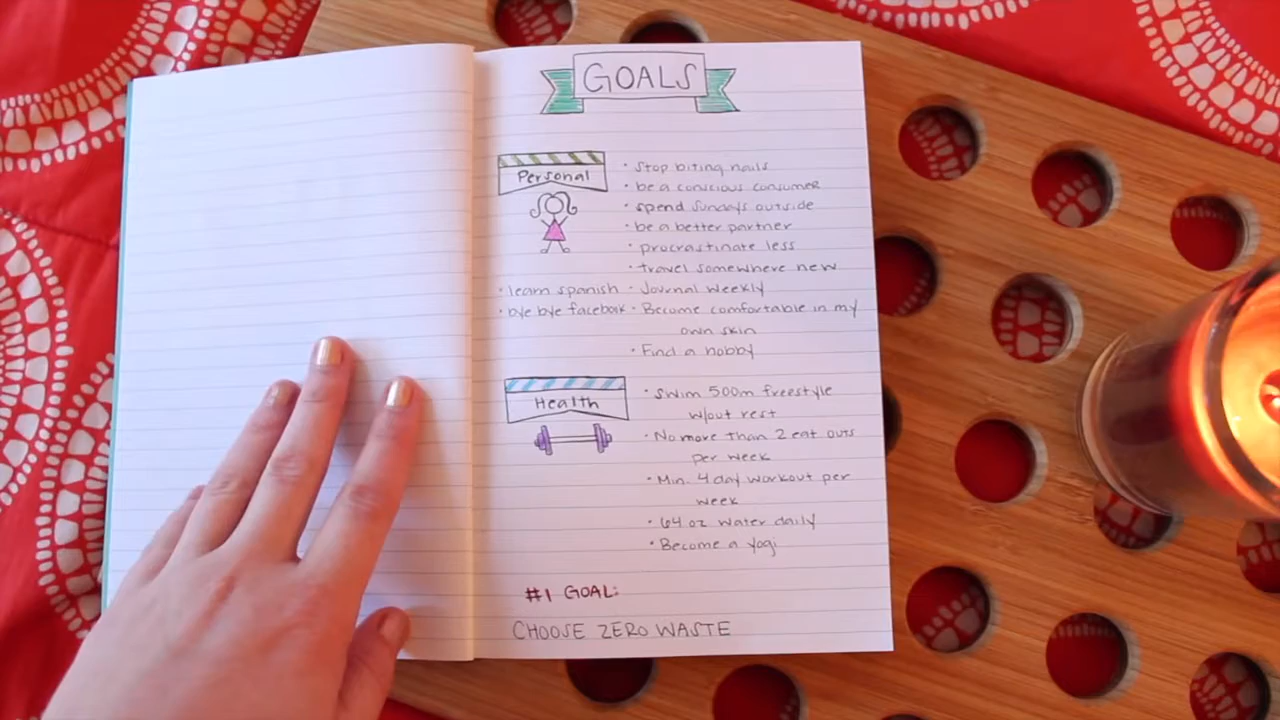 GOALS
Personal
• Stop biting nails
• be a conscious consumer
• spend sundays outside
• be a better partner
• procrastinate less
• travel somewhere new
• learn spanish • Journal weekly
• bye bye facebook • Become comfortable in my
own skin
• Find a hobby
Health
• Swim 500m freestyle
w/out rest
• No more than 2 eat outs
per week
• Min. 4 day workout per
week
• 64 oz water daily
• Become a yogi
#1 GOAL:
CHOOSE ZERO WASTE